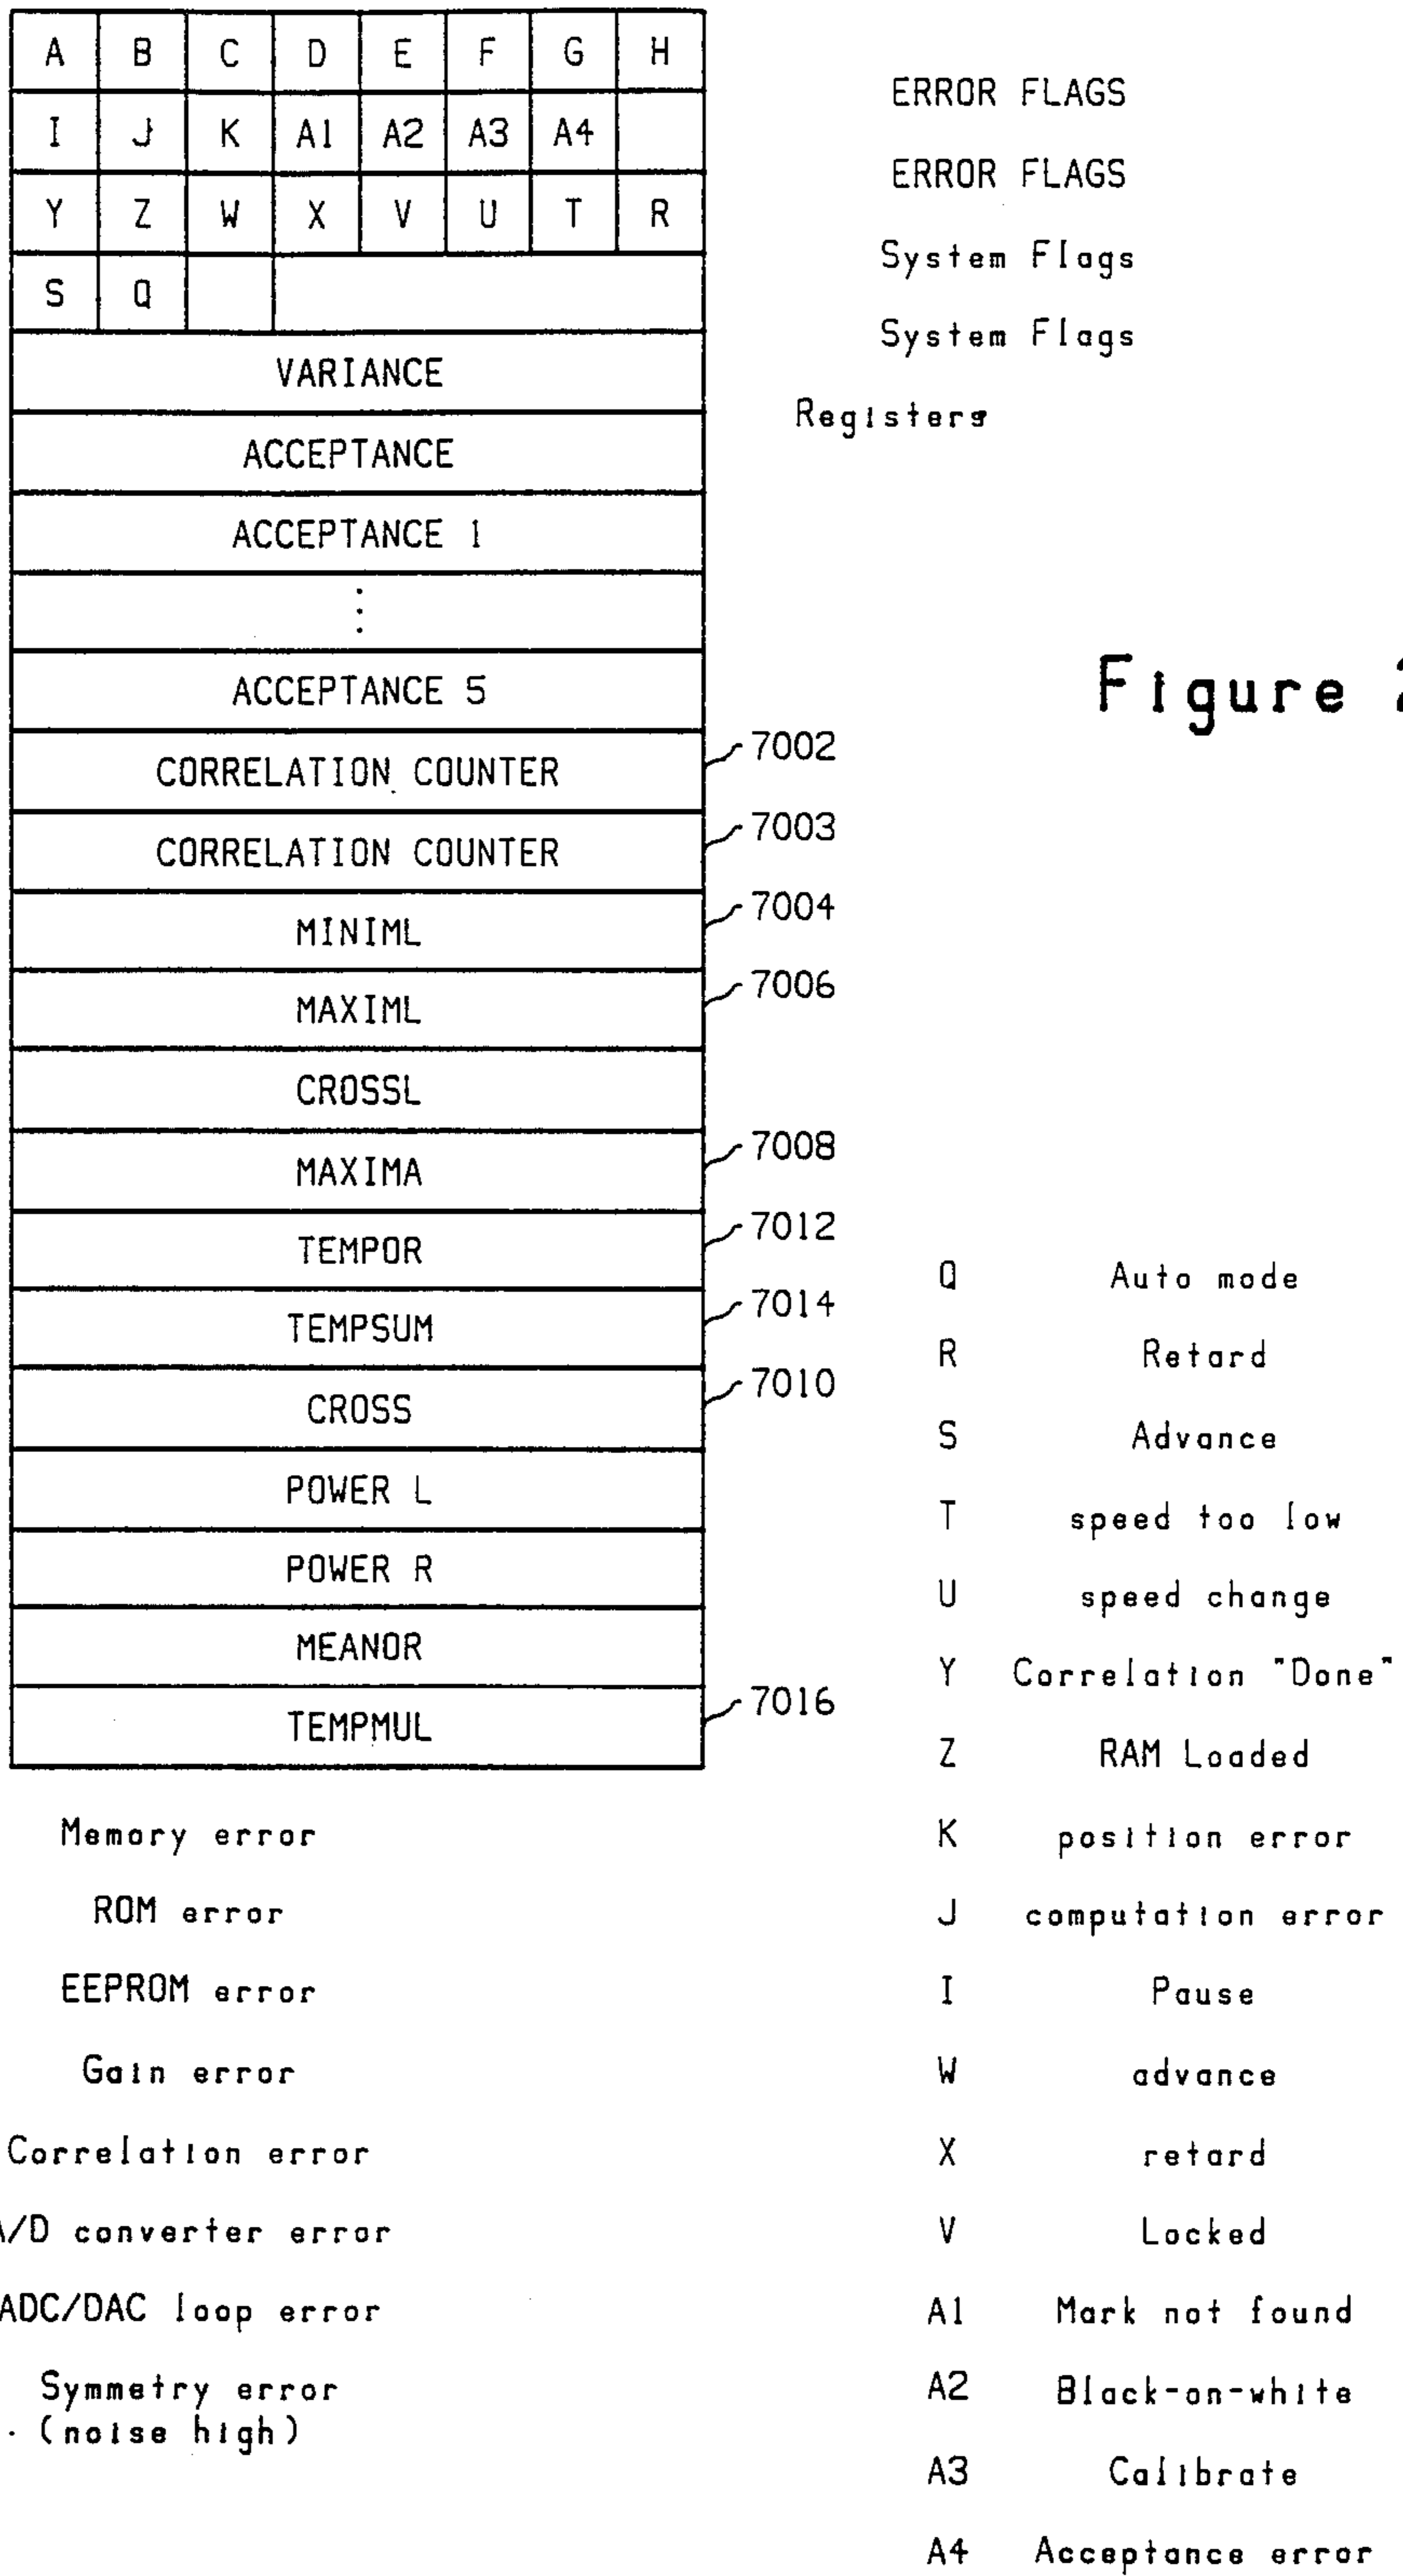 A B C D E F G H
ERROR FLAGS
I J K A1 A2 A3 A4
ERROR FLAGS
Y Z W X V U T R
System Flags
S Q
System Flags
VARIANCE
Registers
ACCEPTANCE
ACCEPTANCE 1
⋮
ACCEPTANCE 5
Figure 2
CORRELATION COUNTER 7002
CORRELATION COUNTER 7003
MINIML 7004
MAXIML 7006
CROSSL
MAXIMA 7008
TEMPOR 7012
TEMPSUM 7014
CROSS 7010
POWER L
POWER R
MEANOR
TEMPMUL 7016
Memory error
ROM error
EEPROM error
Gain error
Correlation error
A/D converter error
ADC/DAC loop error
Symmetry error
(noise high)
Q Auto mode
R Retard
S Advance
T speed too low
U speed change
Y Correlation "Done"
Z RAM Loaded
K position error
J computation error
I Pause
W advance
X retard
V Locked
A1 Mark not found
A2 Black-on-white
A3 Calibrate
A4 Acceptance error